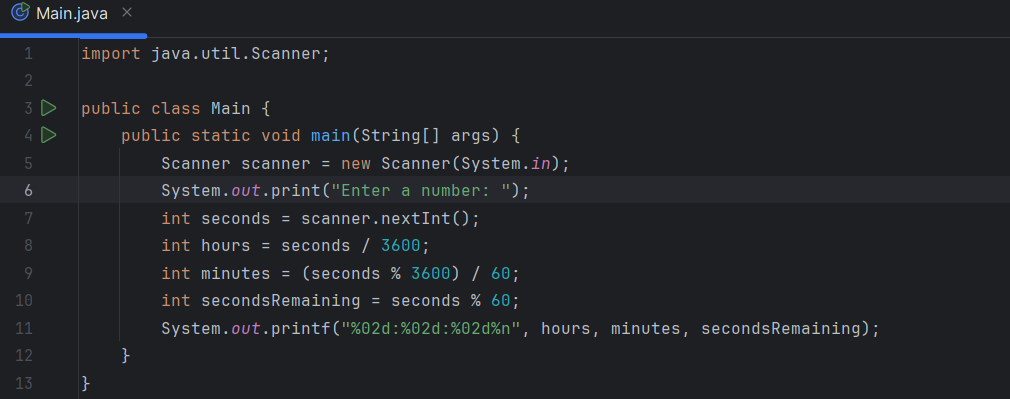 Main.java
1 import java.util.Scanner;
2
3 public class Main {
4     public static void main(String[] args) {
5         Scanner scanner = new Scanner(System.in);
6         System.out.print("Enter a number: ");
7         int seconds = scanner.nextInt();
8         int hours = seconds / 3600;
9         int minutes = (seconds % 3600) / 60;
10         int secondsRemaining = seconds % 60;
11         System.out.printf("%02d:%02d:%02d%n", hours, minutes, secondsRemaining);
12     }
13 }